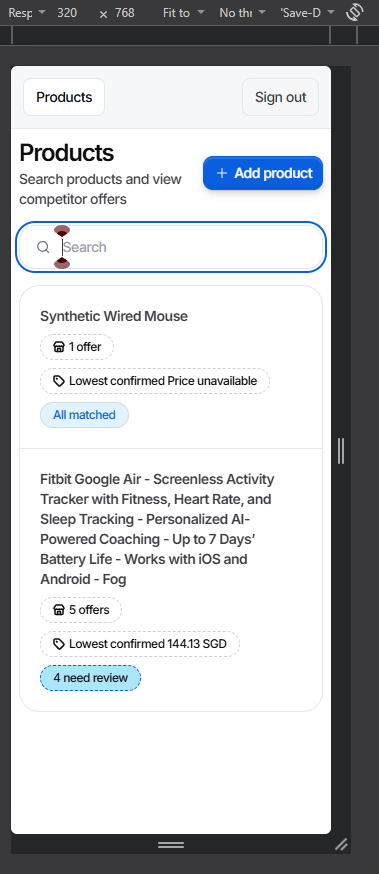 Resp 320 × 768 Fit to No thr 'Save-D
Products Sign out
Products
Search products and view
competitor offers
+ Add product
Search
Synthetic Wired Mouse
1 offer
Lowest confirmed Price unavailable
All matched
Fitbit Google Air - Screenless Activity
Tracker with Fitness, Heart Rate, and
Sleep Tracking - Personalized AI-
Powered Coaching - Up to 7 Days’
Battery Life - Works with iOS and
Android - Fog
5 offers
Lowest confirmed 144.13 SGD
4 need review